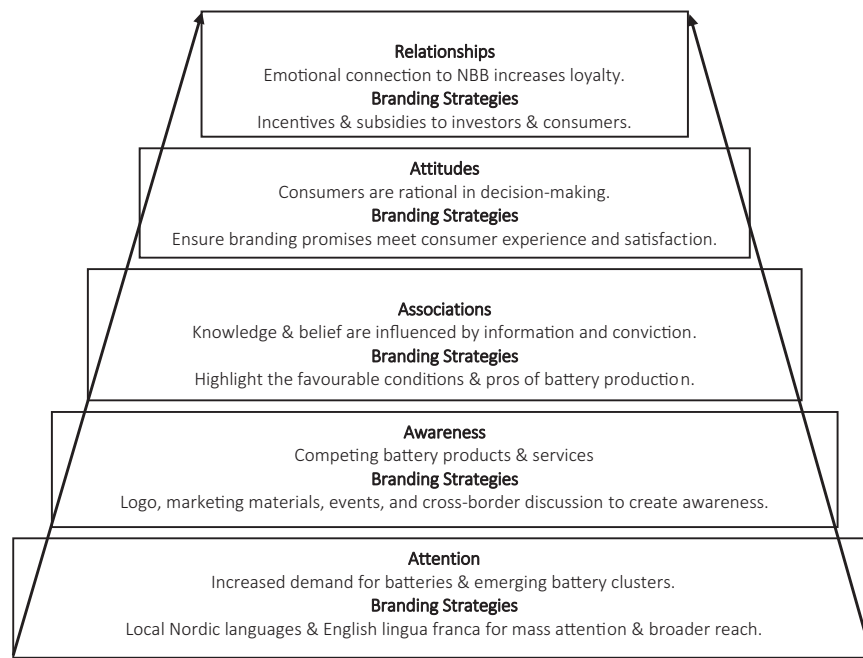 Relationships
Emotional connection to NBB increases loyalty.
Branding Strategies
Incentives & subsidies to investors & consumers.
Attitudes
Consumers are rational in decision-making.
Branding Strategies
Ensure branding promises meet consumer experience and satisfaction.
Associations
Knowledge & belief are influenced by information and conviction.
Branding Strategies
Highlight the favourable conditions & pros of battery production.
Awareness
Competing battery products & services
Branding Strategies
Logo, marketing materials, events, and cross-border discussion to create awareness.
Attention
Increased demand for batteries & emerging battery clusters.
Branding Strategies
Local Nordic languages & English lingua franca for mass attention & broader reach.